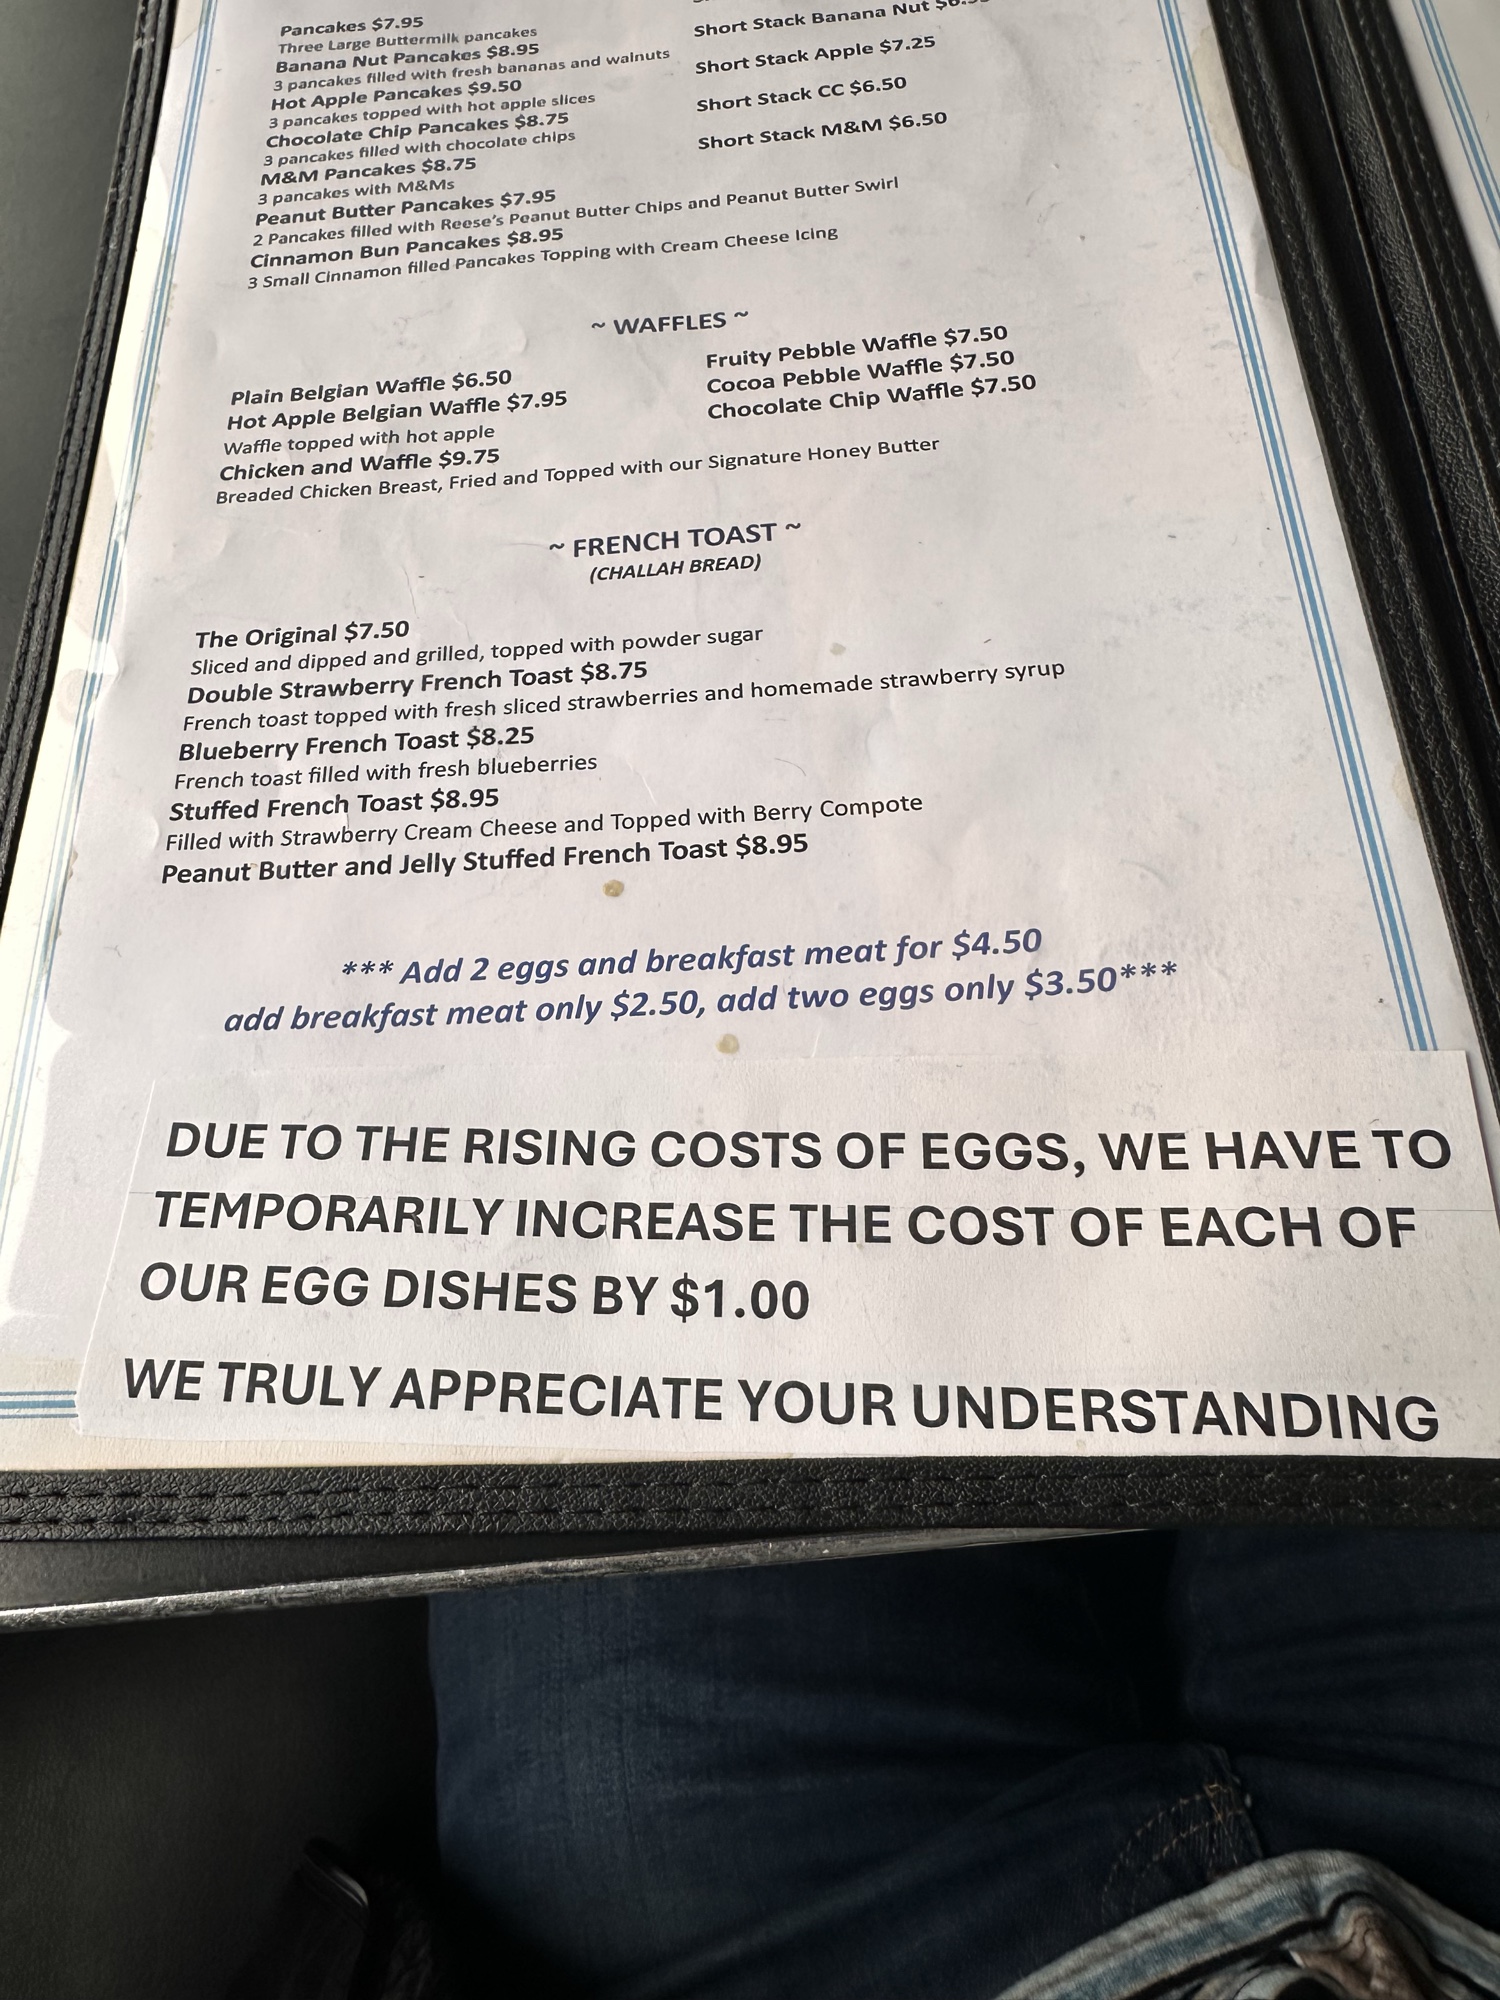 Pancakes $7.95
Three Large Buttermilk pancakes
Banana Nut Pancakes $8.95
3 pancakes filled with fresh bananas and walnuts
Hot Apple Pancakes $9.50
3 pancakes topped with hot apple slices
Chocolate Chip Pancakes $8.75
3 pancakes filled with chocolate chips
M&M Pancakes $8.75
3 pancakes with M&Ms
Peanut Butter Pancakes $7.95
2 Pancakes filled with Reese's Peanut Butter Chips and Peanut Butter Swirl
Cinnamon Bun Pancakes $8.95
3 Small Cinnamon filled Pancakes Topping with Cream Cheese Icing
Short Stack Banana Nut
Short Stack Apple $7.25
Short Stack CC $6.50
Short Stack M&M $6.50
~ WAFFLES ~
Plain Belgian Waffle $6.50
Hot Apple Belgian Waffle $7.95
Waffle topped with hot apple
Chicken and Waffle $9.75
Breaded Chicken Breast, Fried and Topped with our Signature Honey Butter
Fruity Pebble Waffle $7.50
Cocoa Pebble Waffle $7.50
Chocolate Chip Waffle $7.50
~ FRENCH TOAST ~
(CHALLAH BREAD)
The Original $7.50
Sliced and dipped and grilled, topped with powder sugar
Double Strawberry French Toast $8.75
French toast topped with fresh sliced strawberries and homemade strawberry syrup
Blueberry French Toast $8.25
French toast filled with fresh blueberries
Stuffed French Toast $8.95
Filled with Strawberry Cream Cheese and Topped with Berry Compote
Peanut Butter and Jelly Stuffed French Toast $8.95
*** Add 2 eggs and breakfast meat for $4.50
add breakfast meat only $2.50, add two eggs only $3.50***
DUE TO THE RISING COSTS OF EGGS, WE HAVE TO
TEMPORARILY INCREASE THE COST OF EACH OF
OUR EGG DISHES BY $1.00
WE TRULY APPRECIATE YOUR UNDERSTANDING